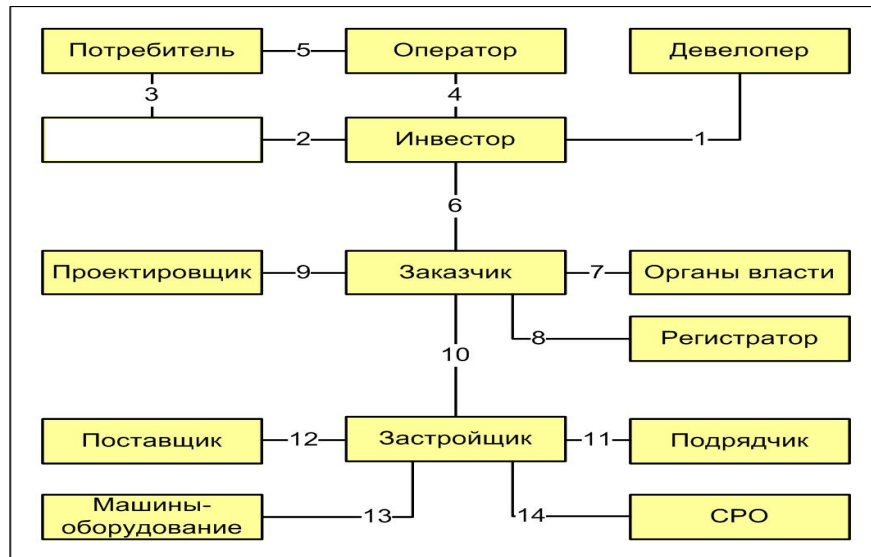 Потребитель
5
Оператор
Девелопер
3
4
2
Инвестор
1
6
Проектировщик
9
Заказчик
7
Органы власти
8
Регистратор
10
Поставщик
12
Застройщик
11
Подрядчик
Машины-
оборудование
13
14
СРО